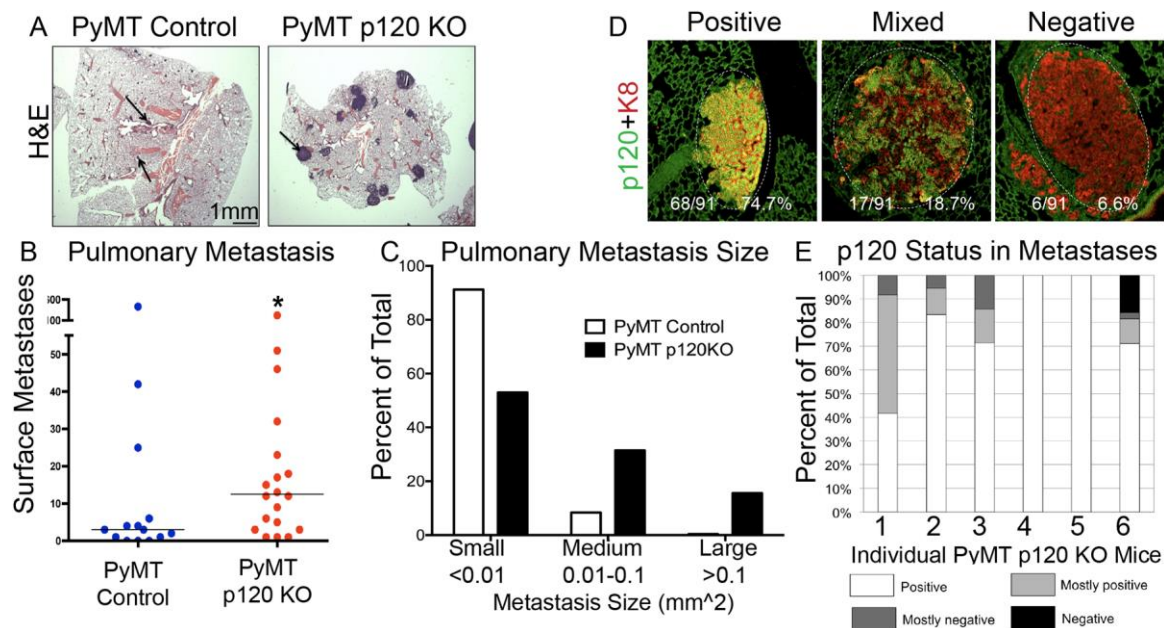 A
PyMT Control
PyMT p120 KO
H&E
1mm
B
Pulmonary Metastasis
Surface Metastases
50
40
30
20
10
0
*
PyMT
Control
PyMT
p120 KO
C
Pulmonary Metastasis Size
Percent of Total
100
80
60
40
20
0
PyMT Control
PyMT p120KO
Small
Medium
Large
<0.01
0.01-0.1
>0.1
Metastasis Size (mm^2)
D
Positive
Mixed
Negative
p120+K8
68/91 74.7%
17/91 18.7%
6/91 6.6%
E
p120 Status in Metastases
Percent of Total
100%
90%
80%
70%
60%
50%
40%
30%
20%
10%
0%
1 2 3 4 5 6
Individual PyMT p120 KO Mice
Positive
Mostly positive
Mostly negative
Negative